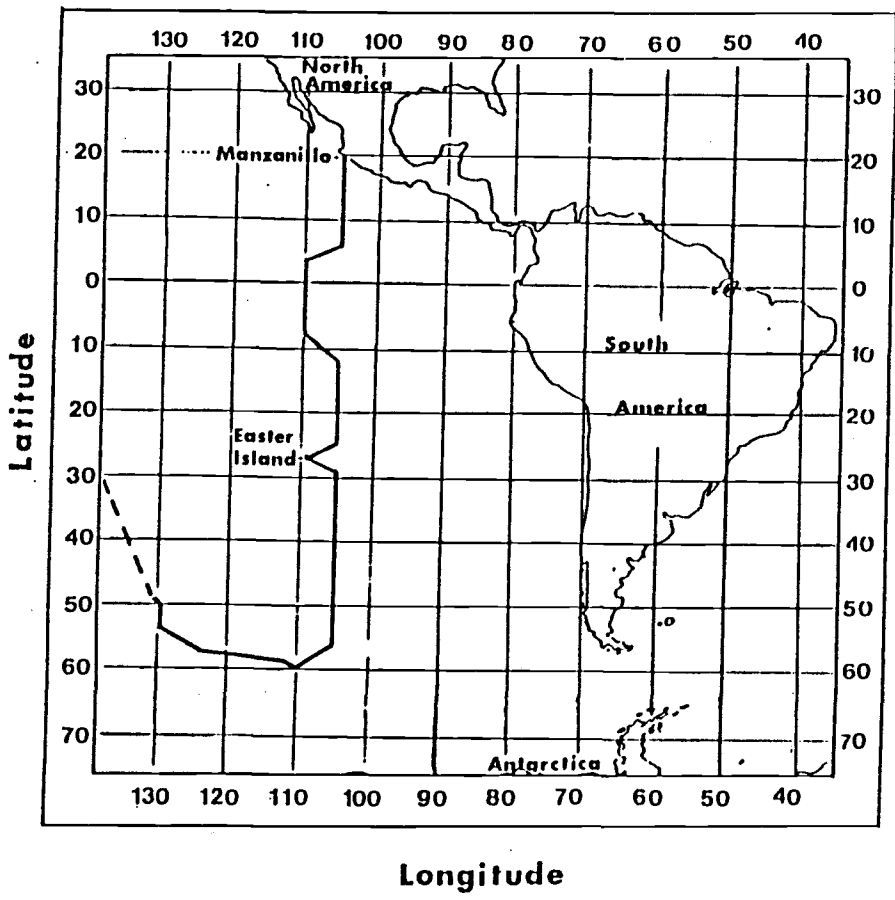 130 120 110 100 90 80 70 60 50 40
North
America
30 30
20 Manzanillo 20
10 10
0 0
10 South 10
20 America 20
Easter
Island
30 30
40 40
50 50
60 60
70 70
Antarctica
130 120 110 100 90 80 70 60 50 40
Latitude
Longitude